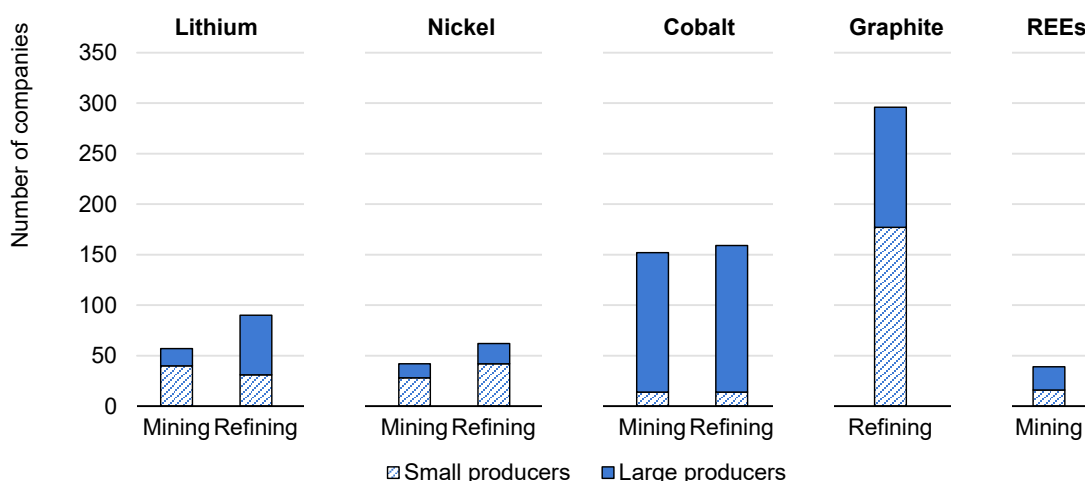 Lithium Nickel Cobalt Graphite REEs
Number of companies
350
300
250
200
150
100
50
0
Mining Refining Mining Refining Mining Refining Refining Mining
Small producers Large producers